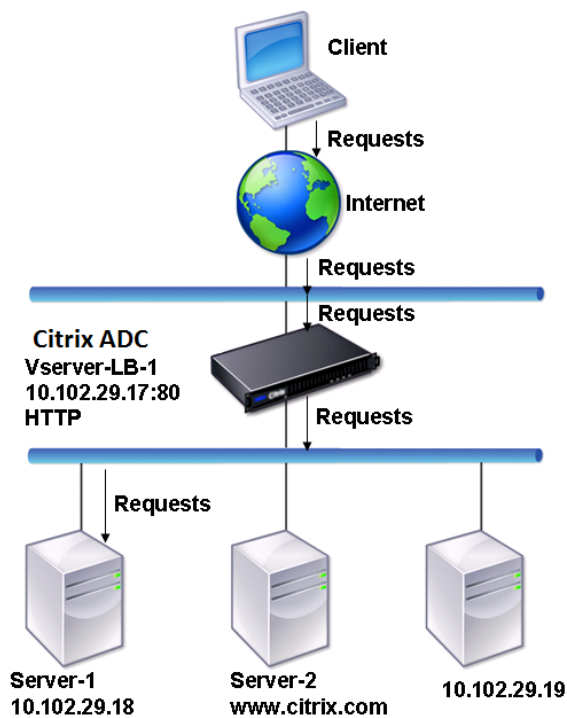 Client
Requests
Internet
Requests
Requests
Citrix ADC
Vserver-LB-1
10.102.29.17:80
HTTP
Requests
Requests
Server-1
10.102.29.18
Server-2
www.citrix.com
10.102.29.19